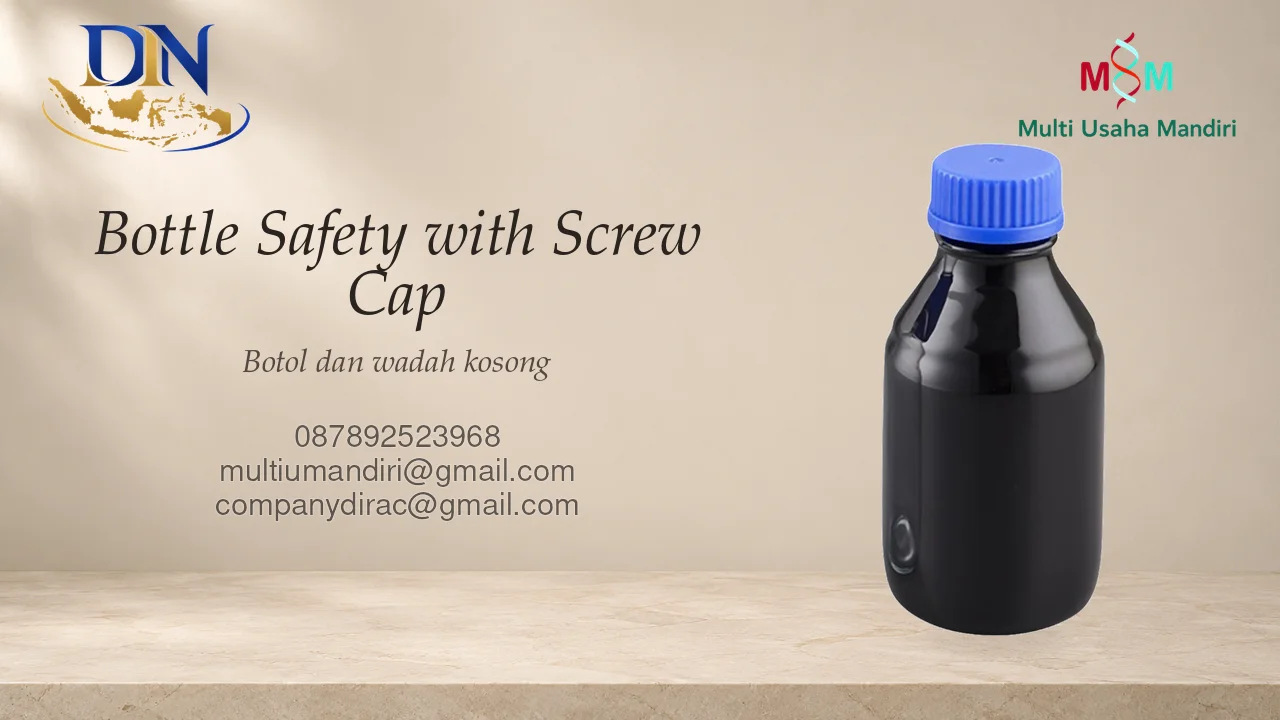 DN
M M
Multi Usaha Mandiri
Bottle Safety with Screw
Cap
Botol dan wadah kosong
087892523968
multiumandiri@gmail.com
companydirac@gmail.com